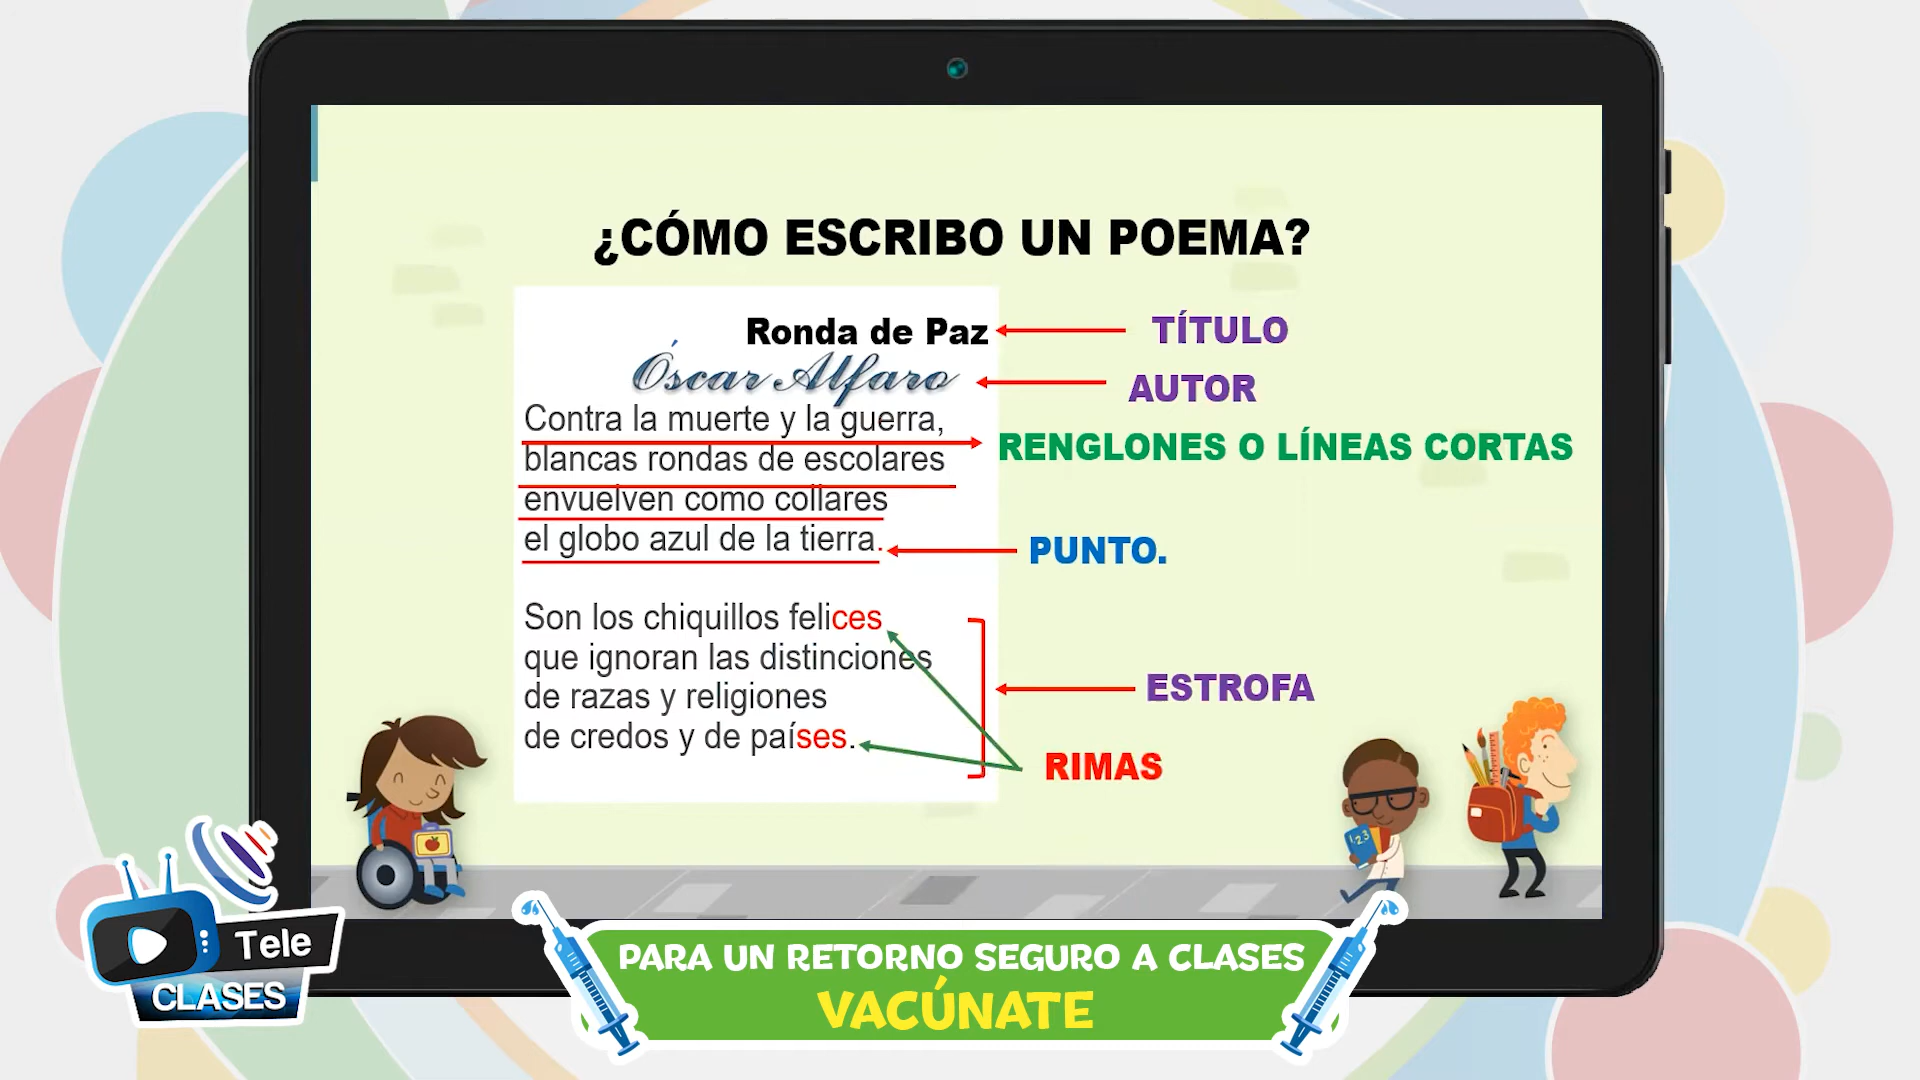 ¿CÓMO ESCRIBO UN POEMA?
Ronda de Paz
TÍTULO
Óscar Alfaro
AUTOR
Contra la muerte y la guerra,
RENGLONES O LÍNEAS CORTAS
blancas rondas de escolares
envuelven como collares
el globo azul de la tierra.
PUNTO.
Son los chiquillos felices
que ignoran las distinciones
de razas y religiones
de credos y de países.
ESTROFA
RIMAS
1 2 3
Tele
CLASES
PARA UN RETORNO SEGURO A CLASES
VACÚNATE